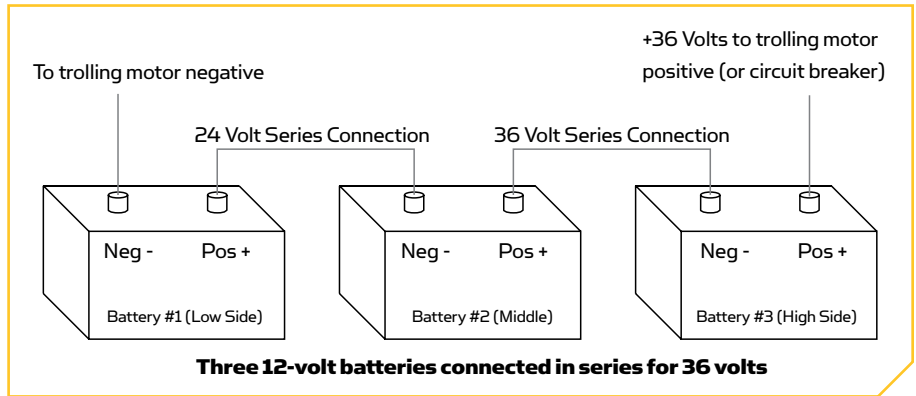 +36 Volts to trolling motor
positive (or circuit breaker)
To trolling motor negative
24 Volt Series Connection
36 Volt Series Connection
Neg - Pos +
Neg - Pos +
Neg - Pos +
Battery #1 (Low Side)
Battery #2 (Middle)
Battery #3 (High Side)
Three 12-volt batteries connected in series for 36 volts